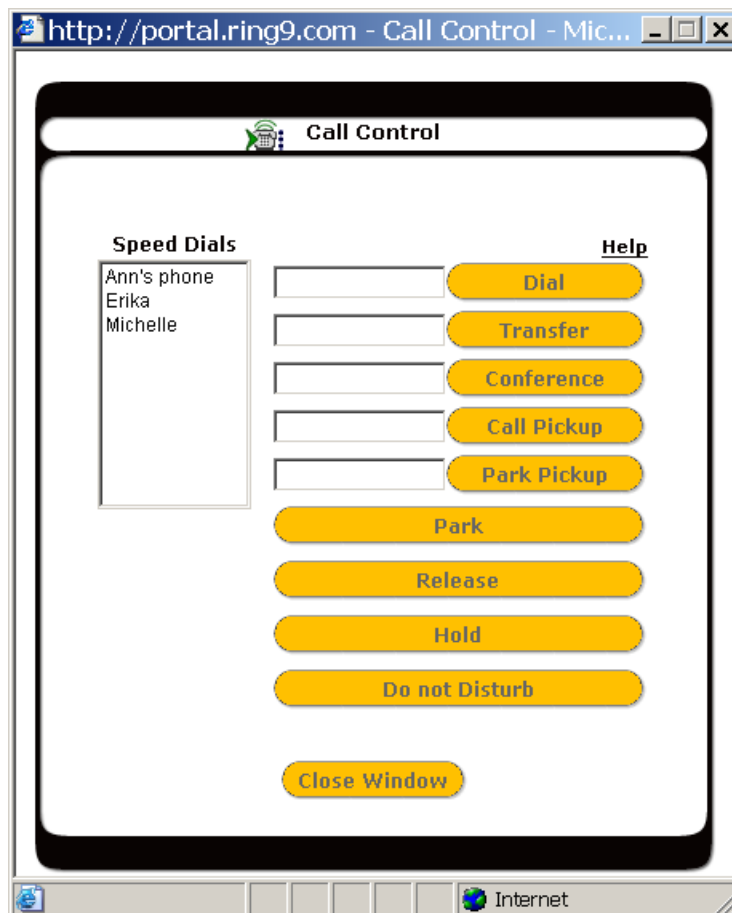 http://portal.ring9.com - Call Control - Mic...
Call Control
Speed Dials
Help
Ann's phone
Erika
Michelle
Dial
Transfer
Conference
Call Pickup
Park Pickup
Park
Release
Hold
Do not Disturb
Close Window
Internet